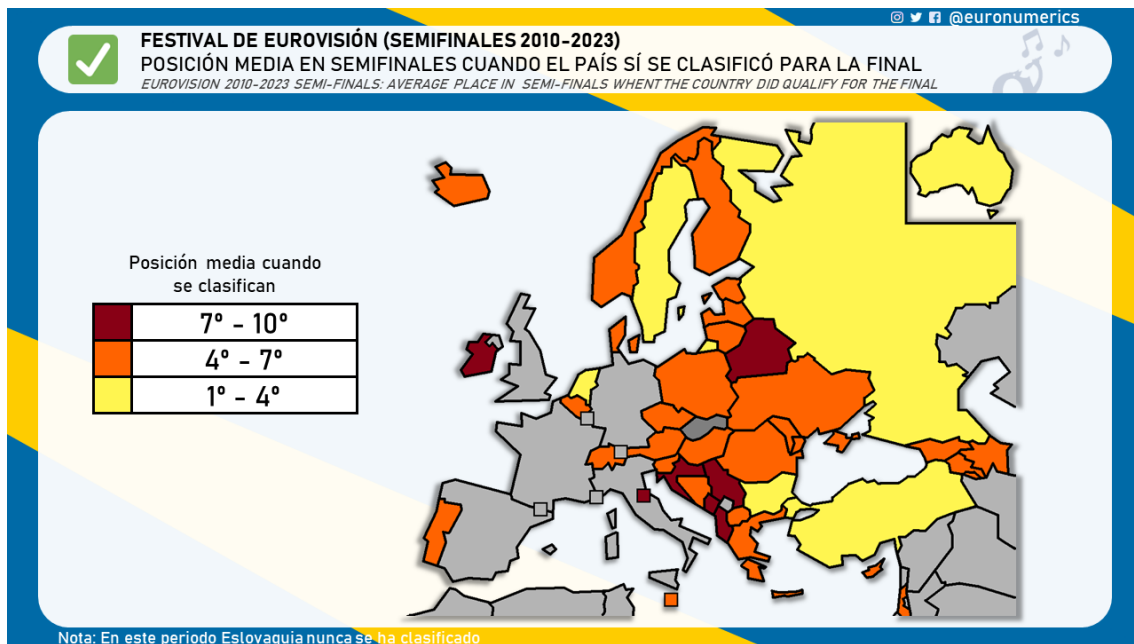 @euronumerics
FESTIVAL DE EUROVISIÓN (SEMIFINALES 2010-2023)
POSICIÓN MEDIA EN SEMIFINALES CUANDO EL PAÍS SÍ SE CLASIFICÓ PARA LA FINAL
EUROVISION 2010-2023 SEMI-FINALS: AVERAGE PLACE IN SEMI-FINALS WHENT THE COUNTRY DID QUALIFY FOR THE FINAL
Posición media cuando
se clasifican
7º - 10º
4º - 7º
1º - 4º
Nota: En este periodo Eslovaquia nunca se ha clasificado